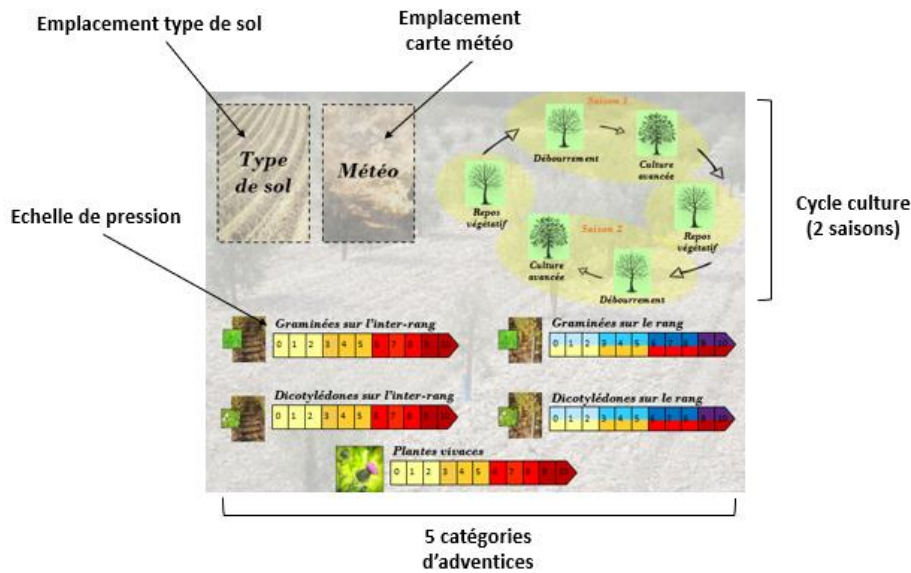 Emplacement type de sol
Emplacement
carte météo
Echelle de pression
Type
de sol
Météo
Saison 1
Débourrement
Culture
avancée
Repos
végétatif
Repos
végétatif
Saison 2
Culture
avancée
Débourrement
Cycle culture
(2 saisons)
Graminées sur l'inter-rang
0 1 2 3 4 5 6 7 8 9 10
Graminées sur le rang
0 1 2 3 4 5 6 7 8 9 10
Dicotylédones sur l'inter-rang
0 1 2 3 4 5 6 7 8 9 10
Dicotylédones sur le rang
0 1 2 3 4 5 6 7 8 9 10
Plantes vivaces
0 1 2 3 4 5 6 7 8 9 10
5 catégories
d'adventices